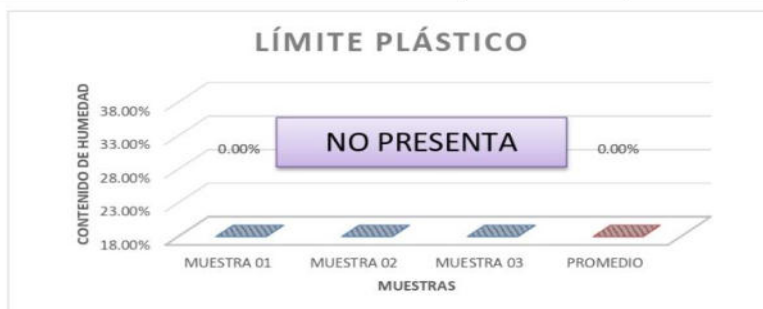 LÍMITE PLÁSTICO
CONTENIDO DE HUMEDAD
38.00%
33.00%
28.00%
23.00%
18.00%
0.00%
NO PRESENTA
0.00%
MUESTRA 01
MUESTRA 02
MUESTRA 03
PROMEDIO
MUESTRAS